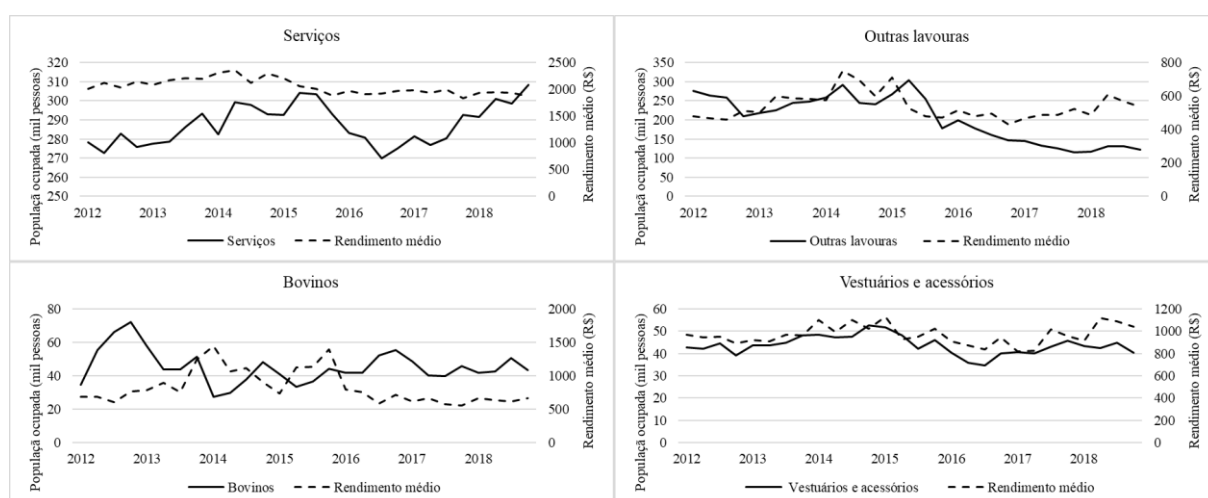 Serviços
Populaçã ocupada (mil pessoas)
320
310
300
290
280
270
260
250
2500
2000
1500
1000
500
0
Rendimento médio (R$)
2012 2013 2014 2015 2016 2017 2018
Serviços Rendimento médio
Outras lavouras
Populaçã ocupada (mil pessoas)
350
300
250
200
150
100
50
0
800
600
400
200
0
Rendimento médio (R$)
2012 2013 2014 2015 2016 2017 2018
Outras lavouras Rendimento médio
Bovinos
Populaçã ocupada (mil pessoas)
80
60
40
20
0
2000
1500
1000
500
0
Rendimento médio (R$)
2012 2013 2014 2015 2016 2017 2018
Bovinos Rendimento médio
Vestuários e acessórios
Populaçã ocupada (mil pessoas)
60
50
40
30
20
10
0
1200
1000
800
600
400
200
0
Rendimento médio (R$)
2012 2013 2014 2015 2016 2017 2018
Vestuários e acessórios Rendimento médio